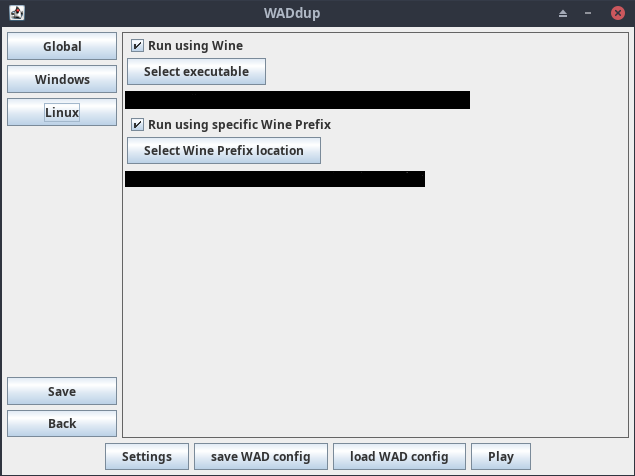 WADdup
Global
Windows
Linux
Run using Wine
Select executable
Run using specific Wine Prefix
Select Wine Prefix location
Save
Back
Settings
save WAD config
load WAD config
Play